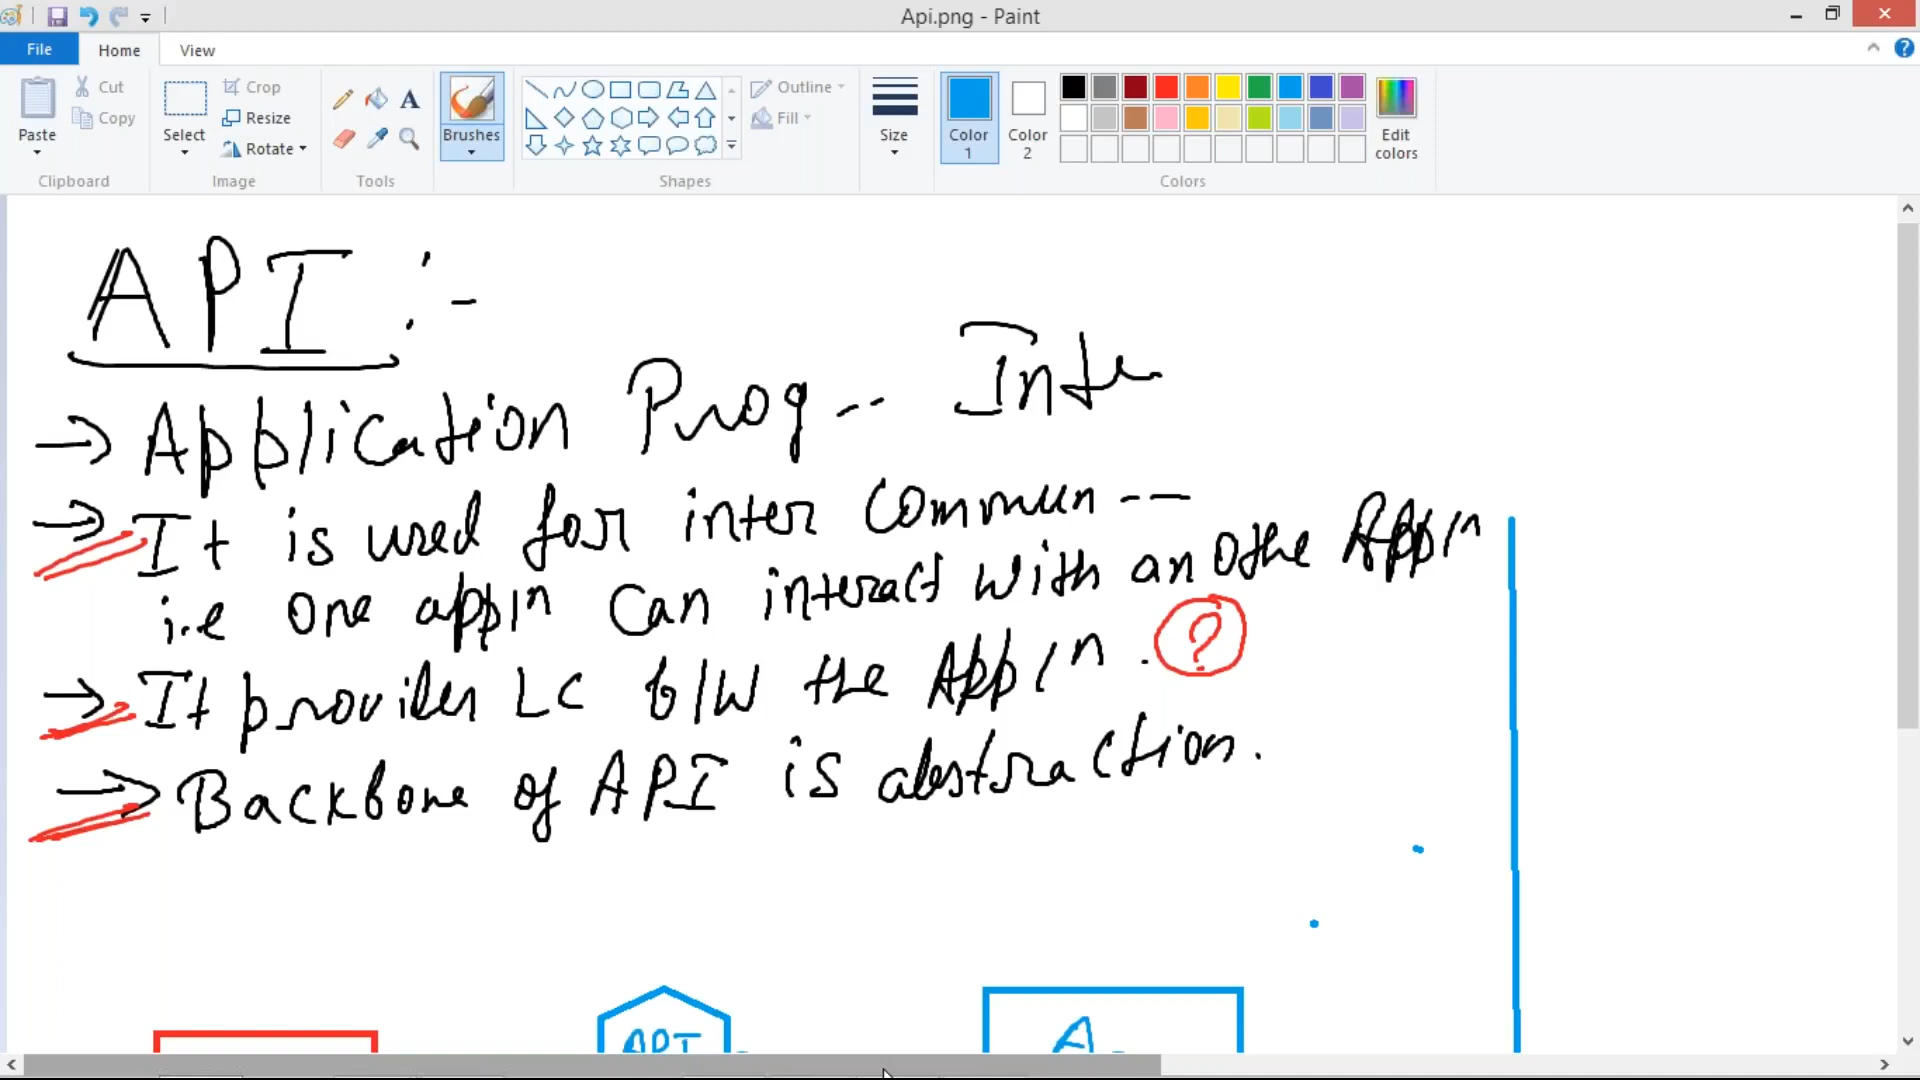 Api.png - Paint
File Home View
Paste Cut Copy Clipboard
Select Crop Resize Rotate Image
A Tools
Brushes
Outline Fill Shapes
Size
Color 1 Color 2 Edit colors Colors
API :-
→ Application Prog -- Inte
→ It is used for inter Commun --
i.e one appln can interact with an othe Appln
→ It provides LC b/w the Appln . ?
→ Backbone of API is abstraction.
API A